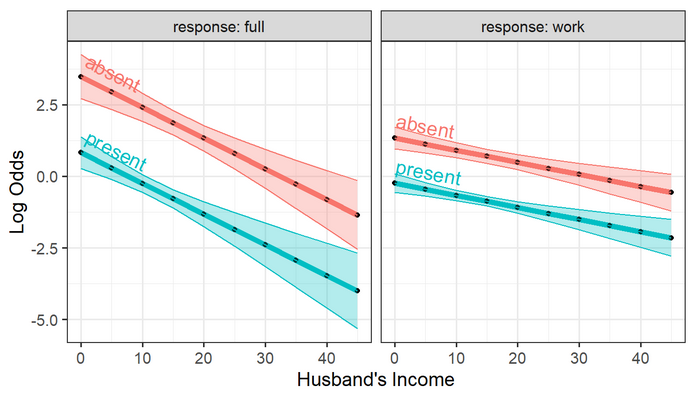 response: full
response: work
absent
present
absent
present
Log Odds
2.5
0.0
-2.5
-5.0
0 10 20 30 40
0 10 20 30 40
Husband's Income